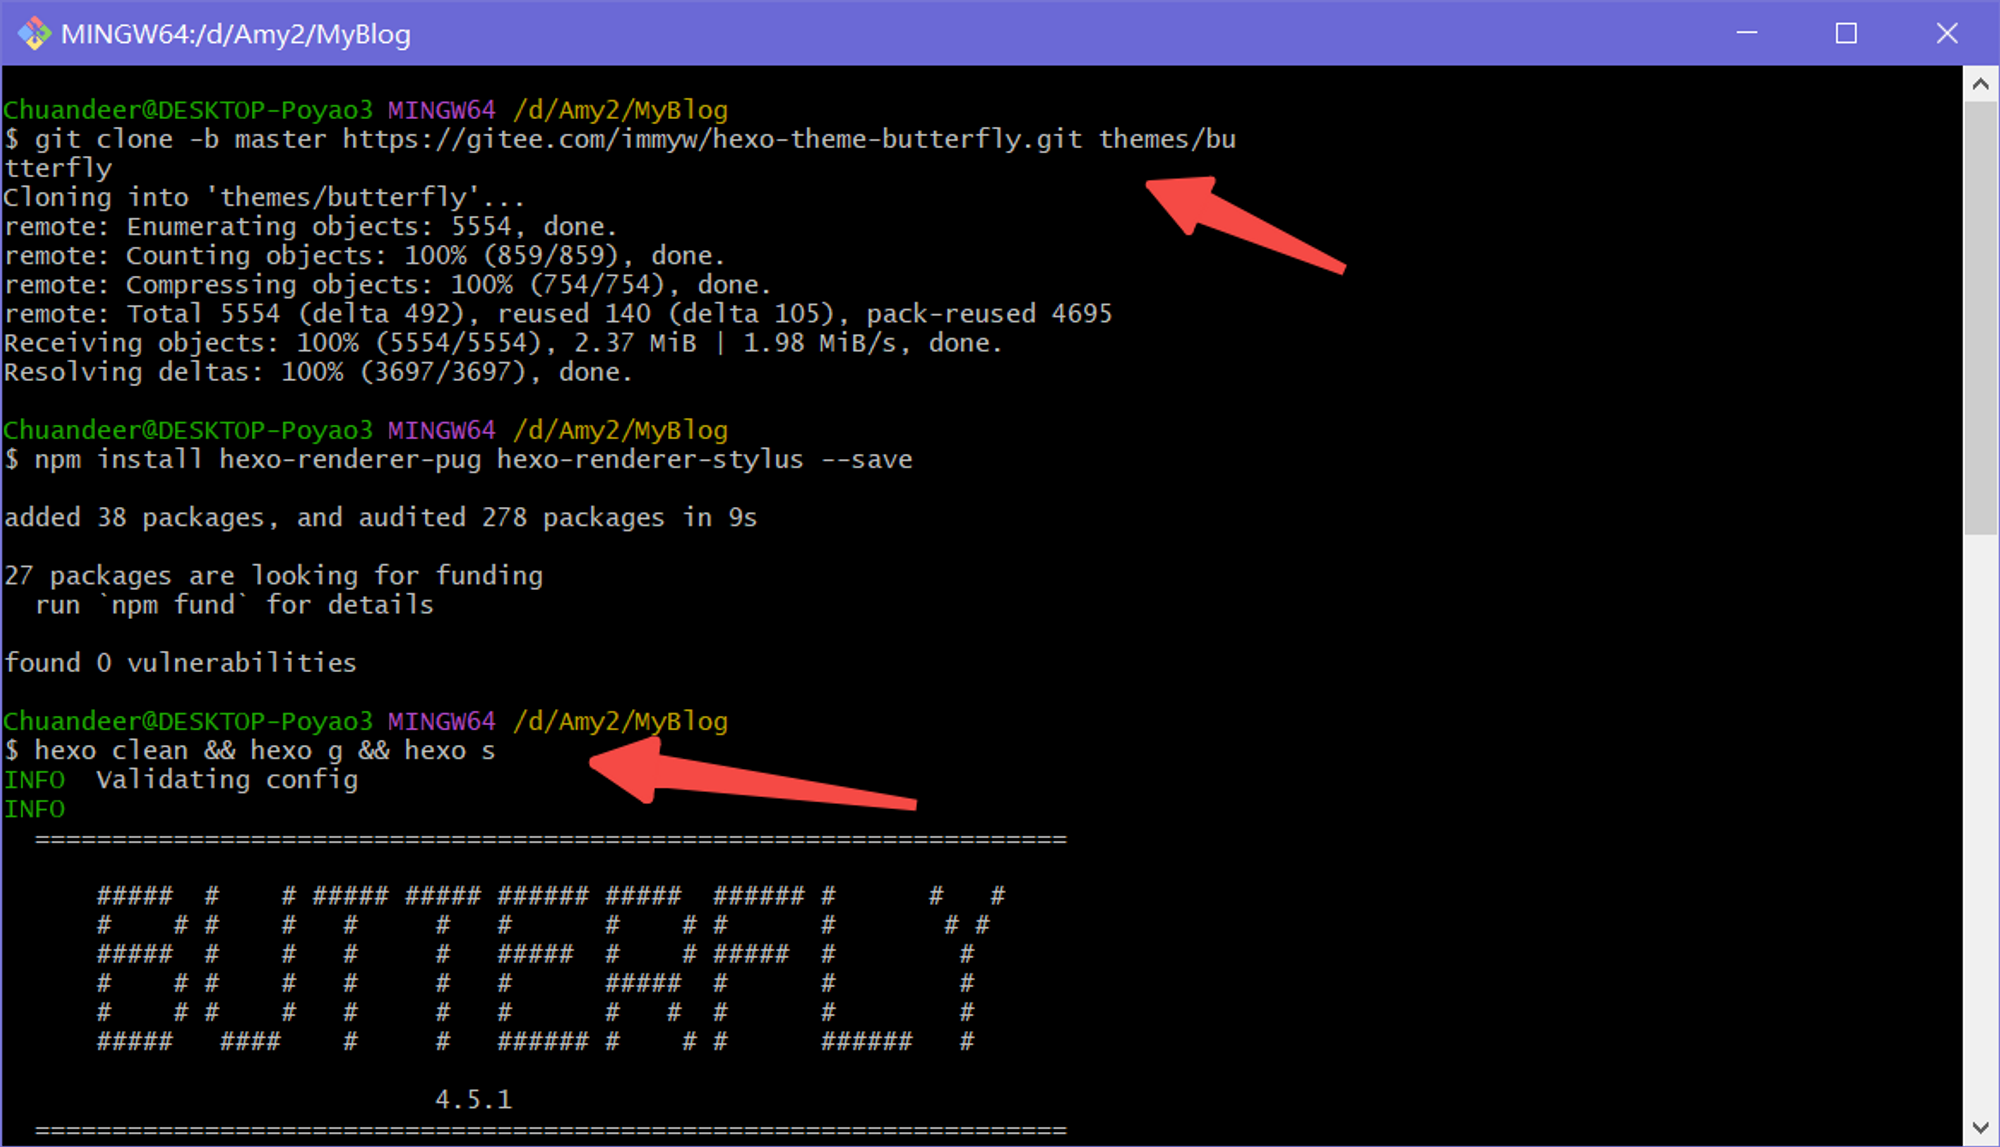 MINGW64:/d/Amy2/MyBlog
Chuandeer@DESKTOP-Poyao3 MINGW64 /d/Amy2/MyBlog
$ git clone -b master https://gitee.com/immyw/hexo-theme-butterfly.git themes/bu
tterfly
Cloning into 'themes/butterfly'...
remote: Enumerating objects: 5554, done.
remote: Counting objects: 100% (859/859), done.
remote: Compressing objects: 100% (754/754), done.
remote: Total 5554 (delta 492), reused 140 (delta 105), pack-reused 4695
Receiving objects: 100% (5554/5554), 2.37 MiB | 1.98 MiB/s, done.
Resolving deltas: 100% (3697/3697), done.
Chuandeer@DESKTOP-Poyao3 MINGW64 /d/Amy2/MyBlog
$ npm install hexo-renderer-pug hexo-renderer-stylus --save
added 38 packages, and audited 278 packages in 9s
27 packages are looking for funding
  run `npm fund` for details
found 0 vulnerabilities
Chuandeer@DESKTOP-Poyao3 MINGW64 /d/Amy2/MyBlog
$ hexo clean && hexo g && hexo s
INFO  Validating config
INFO
  ===================================================================
      #####  #    # ##### ##### ###### #####  ###### #      #   #
      #    # #    #   #     #   #      #    # #      #       # #
      #####  #    #   #     #   #####  #    # #####  #        #
      #    # #    #   #     #   #      #####  #      #        #
      #    # #    #   #     #   #      #   #  #      #        #
      #####   ####    #     #   ###### #    # #      ######   #
                            4.5.1
  ===================================================================